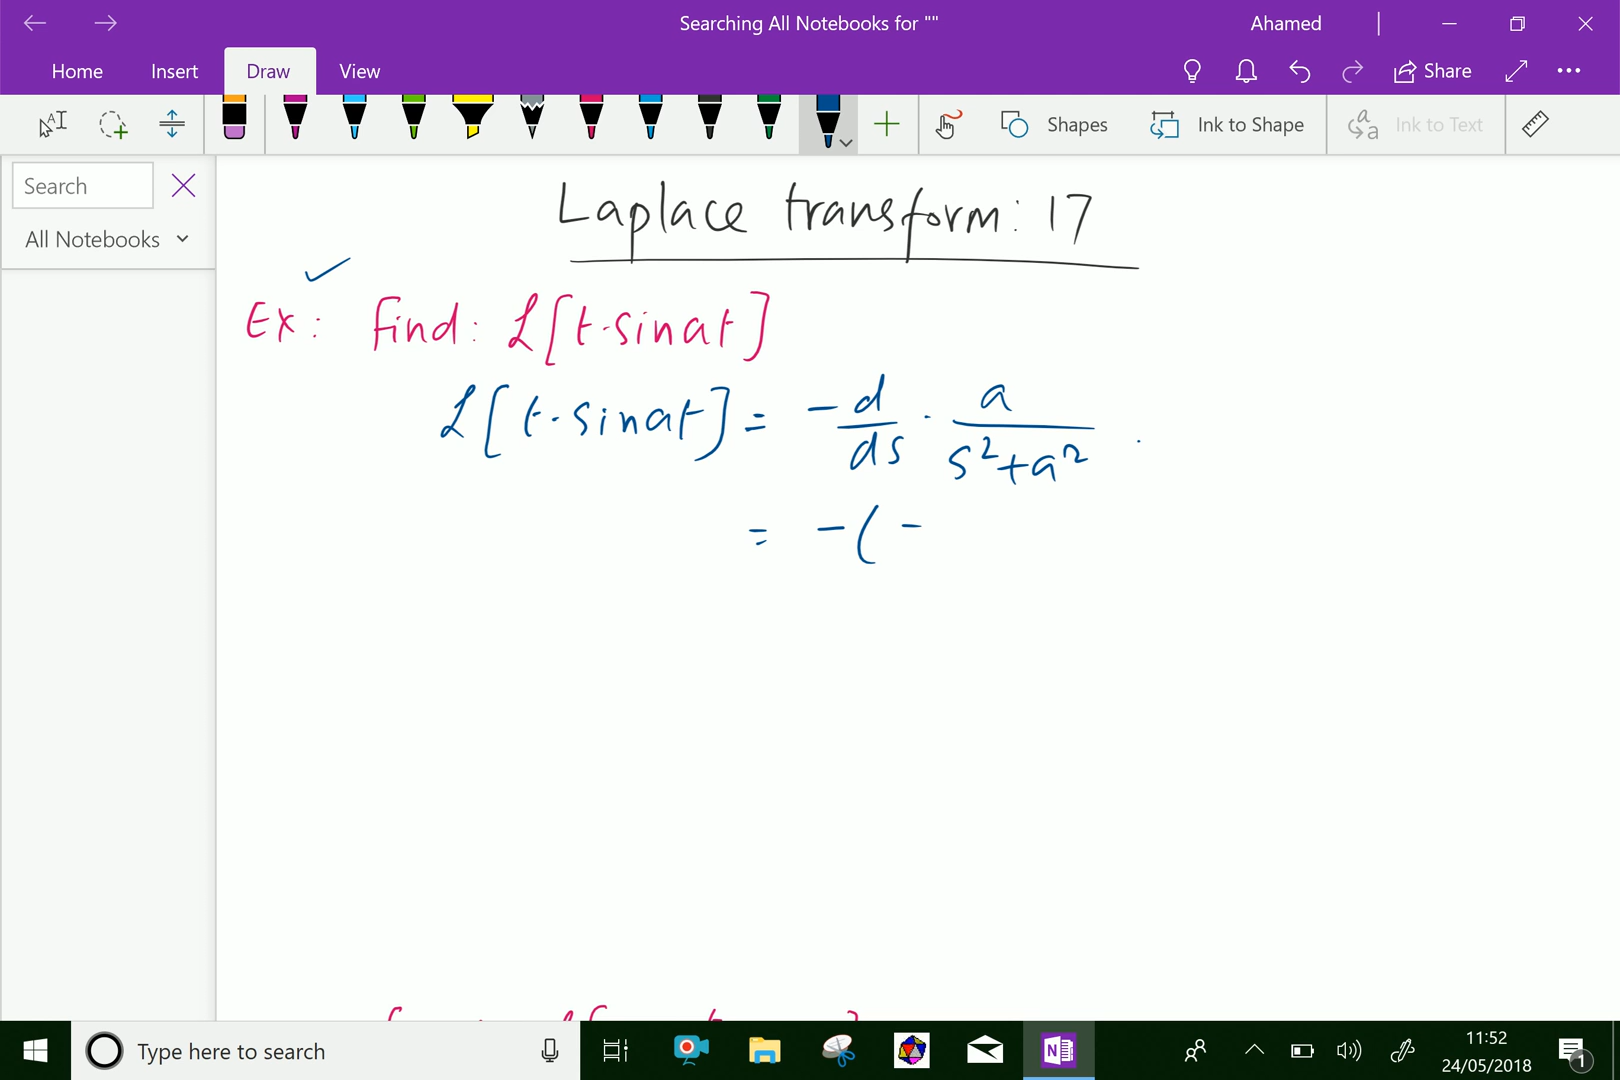 Searching All Notebooks for ""
Ahamed
Home
Insert
Draw
View
Share
Shapes
Ink to Shape
Ink to Text
Search
All Notebooks
Laplace transform: 17
Ex: Find: ℒ[t·sinat]
ℒ[t·sinat] = -d/ds · a/(s²+a²)
= -( -
Type here to search
11:52
24/05/2018
1